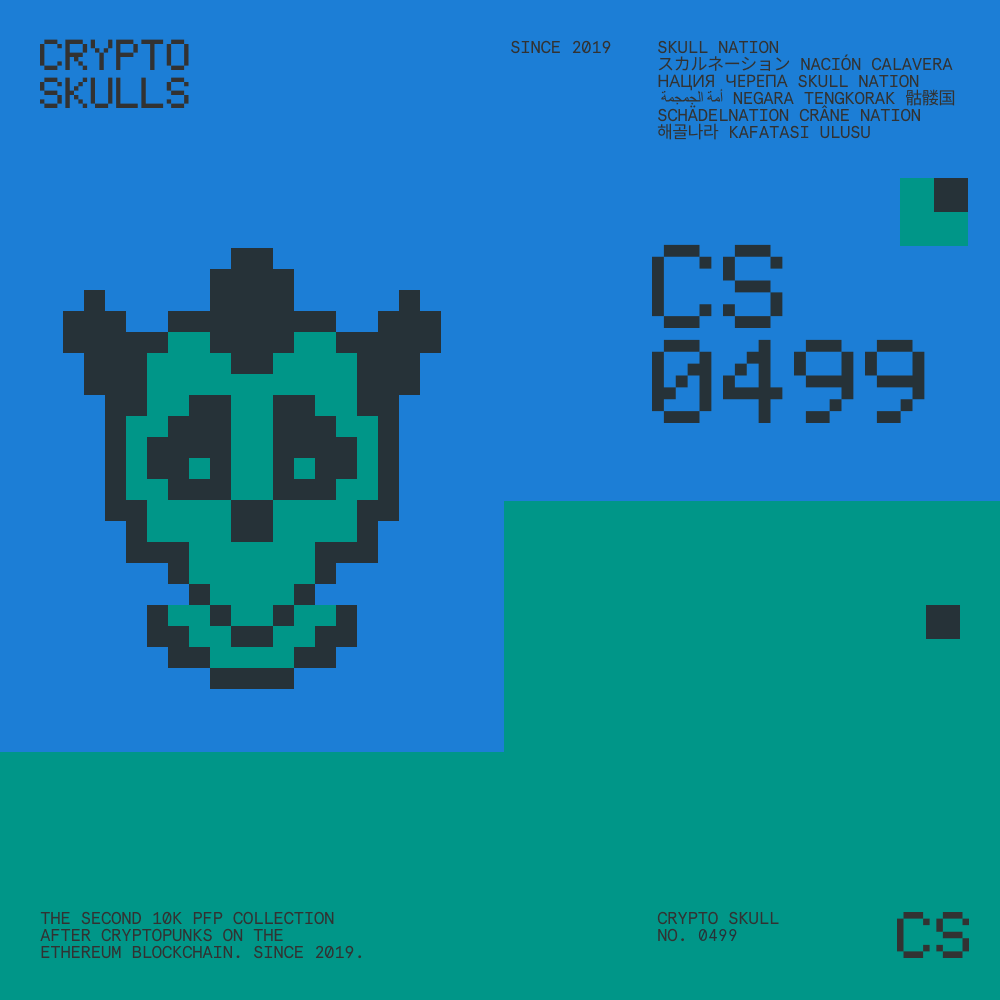 CRYPTO
SKULLS
SINCE 2019
SKULL NATION
スカルネーション NACIÓN CALAVERA
НАЦИЯ ЧЕРЕПА SKULL NATION
أمة الجمجمة NEGARA TENGKORAK 骷髅国
SCHÄDELNATION CRÂNE NATION
해골나라 KAFATASI ULUSU
CS
0499
THE SECOND 10K PFP COLLECTION
AFTER CRYPTOPUNKS ON THE
ETHEREUM BLOCKCHAIN. SINCE 2019.
CRYPTO SKULL
NO. 0499
CS